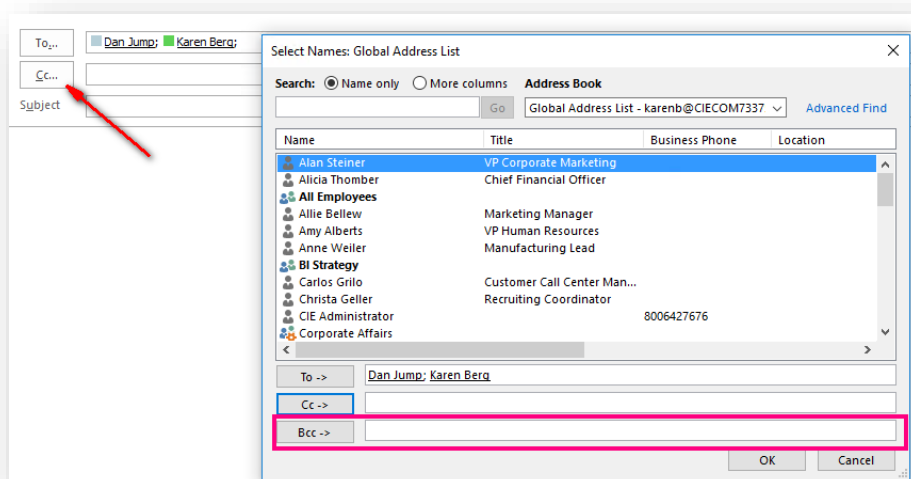 To...
Dan Jump; Karen Berg;
Cc...
Subject
Select Names: Global Address List
Search: Name only More columns Address Book
Go Global Address List - karenb@CIECOM7337 Advanced Find
Name Title Business Phone Location
Alan Steiner VP Corporate Marketing
Alicia Thomber Chief Financial Officer
All Employees
Allie Bellew Marketing Manager
Amy Alberts VP Human Resources
Anne Weiler Manufacturing Lead
BI Strategy
Carlos Grilo Customer Call Center Man...
Christa Geller Recruiting Coordinator
CIE Administrator 8006427676
Corporate Affairs
To -> Dan Jump; Karen Berg
Cc ->
Bcc ->
OK Cancel